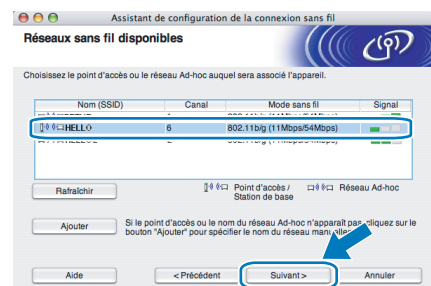 Assistant de configuration de la connexion sans fil
Réseaux sans fil disponibles
Choisissez le point d'accès ou le réseau Ad-hoc auquel sera associé l'appareil.
Nom (SSID) Canal Mode sans fil Signal
HELLO 6 802.11b/g (11Mbps/54Mbps)
Rafraîchir Point d'accès / Réseau Ad-hoc
Station de base
Ajouter Si le point d'accès ou le nom du réseau Ad-hoc n'apparaît pas, cliquez sur le
bouton "Ajouter" pour spécifier le nom du réseau
Aide < Précédent Suivant > Annuler